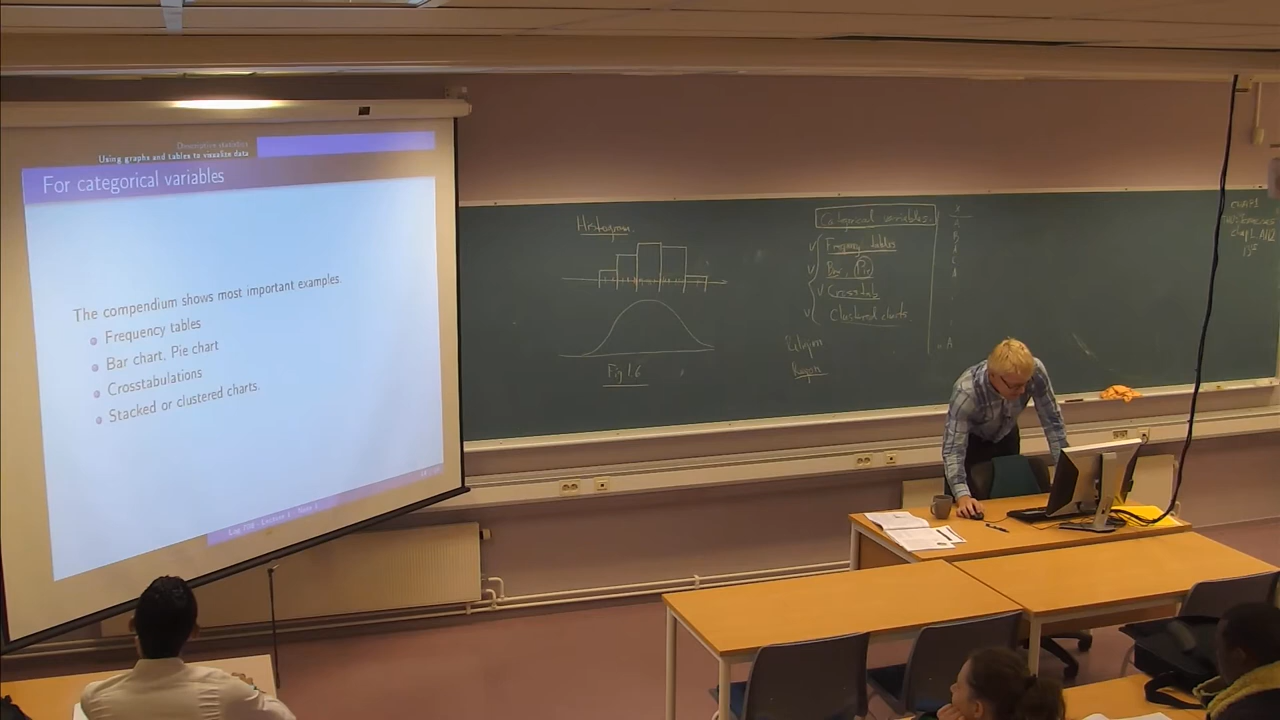 Descriptive statistics
Using graphs and tables to visualize data
For categorical variables
The compendium shows most important examples.
Frequency tables
Bar chart, Pie chart
Crosstabulations
Stacked or clustered charts.
Histogram.
Fig 1.6
Categorical variables.
Frequency tables
Bar, Pie
Crosstab
Clustered charts.
Religion
Region
X
A
B
A
C
A
A